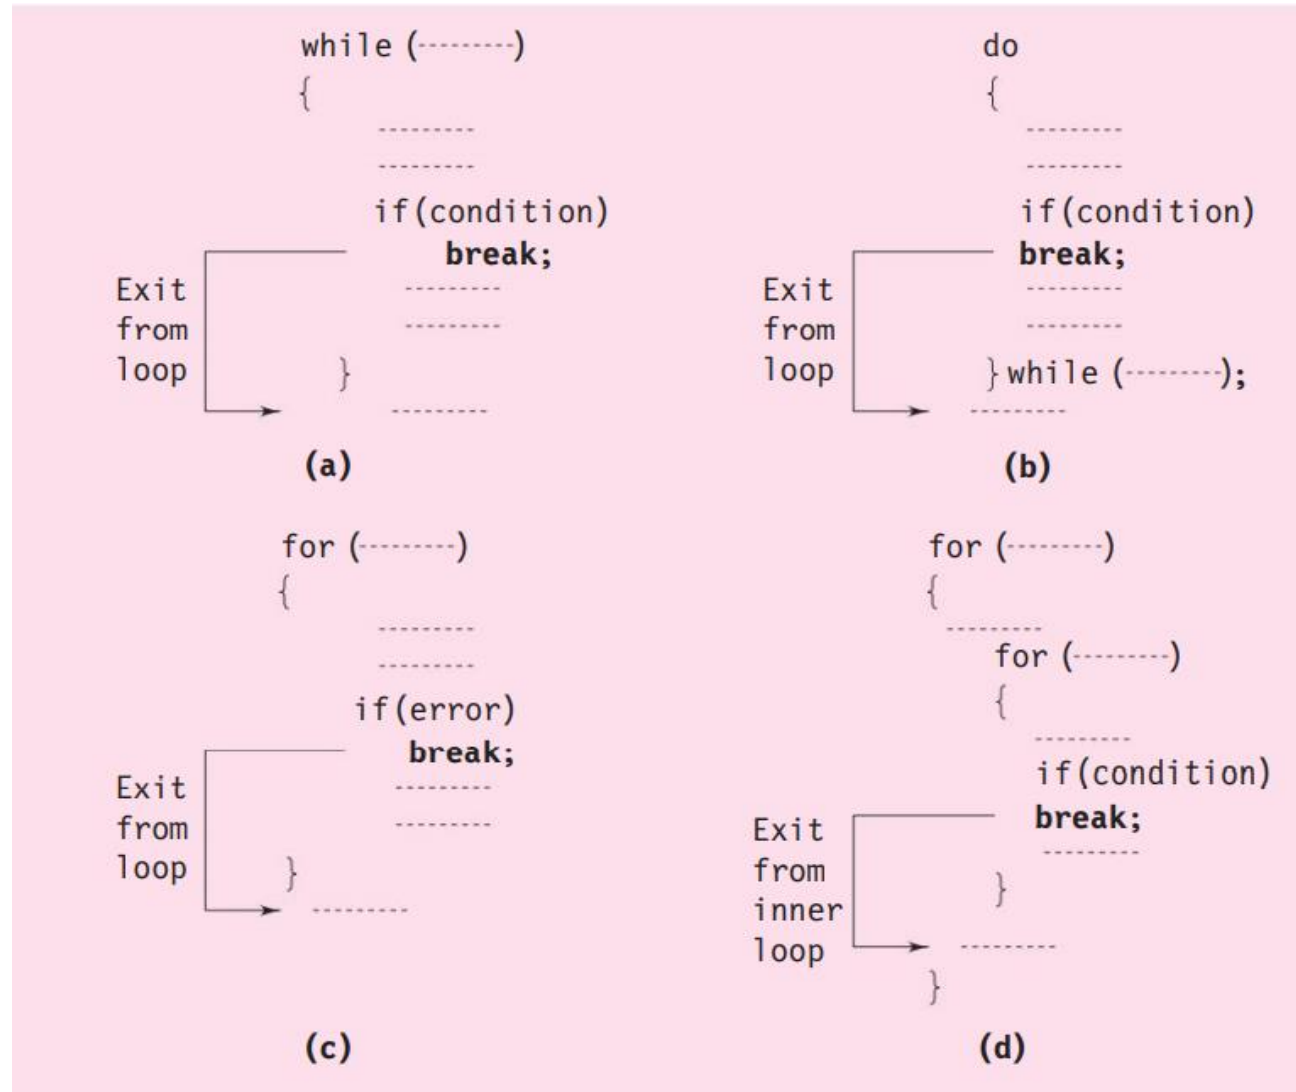 while (---------)
{
---------
---------
if(condition)
break;
---------
---------
Exit
from
loop
}
---------
(a)
do
{
---------
---------
if(condition)
break;
---------
---------
Exit
from
loop
} while (---------);
---------
(b)
for (---------)
{
---------
---------
if(error)
break;
---------
---------
Exit
from
loop
}
---------
(c)
for (---------)
{
---------
for (---------)
{
---------
if(condition)
break;
---------
Exit
from
inner
loop
}
---------
}
(d)